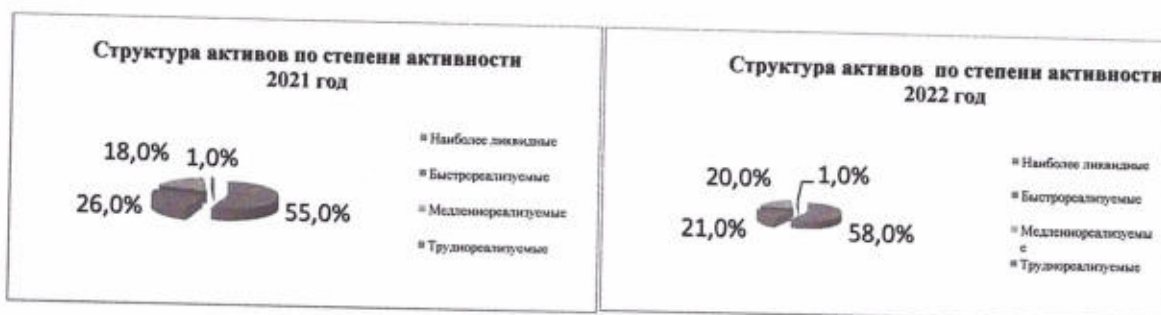 Структура активов по степени активности
2021 год
18,0%
1,0%
26,0%
55,0%
Наиболее ликвидные
Быстрореализуемые
Медленнореализуемые
Труднореализуемые
Структура активов по степени активности
2022 год
20,0%
1,0%
21,0%
58,0%
Наиболее ликвидные
Быстрореализуемые
Медленнореализуемы
е
Труднореализуемые